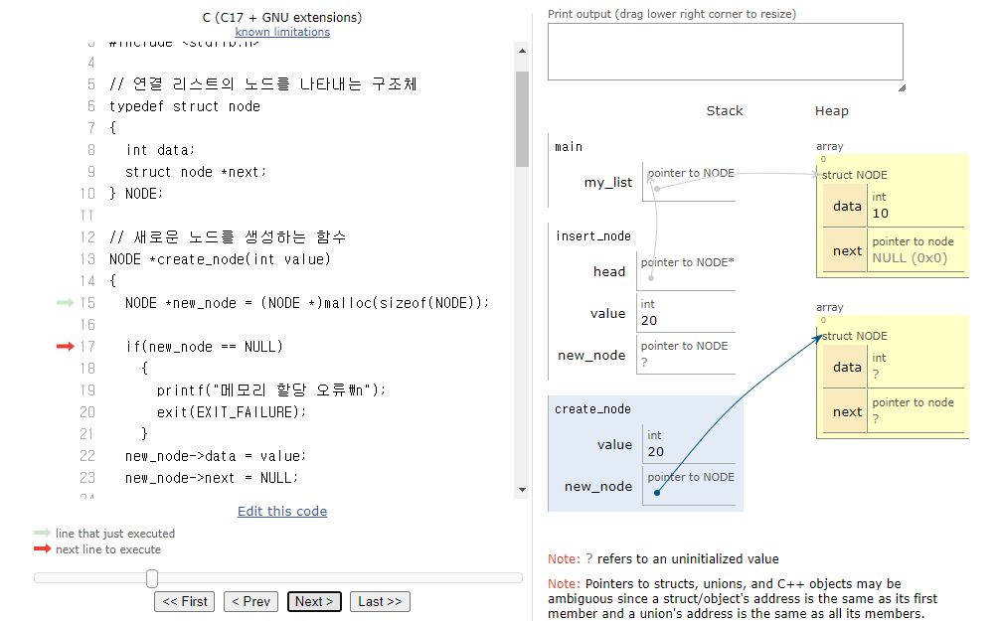 C (C17 + GNU extensions)
known limitations
3 #include <stdlib.h>
4
5 // 연결 리스트의 노드를 나타내는 구조체
6 typedef struct node
7 {
8 int data;
9 struct node *next;
10 } NODE;
11
12 // 새로운 노드를 생성하는 함수
13 NODE *create_node(int value)
14 {
15 NODE *new_node = (NODE *)malloc(sizeof(NODE));
16
17 if(new_node == NULL)
18 {
19 printf("메모리 할당 오류₩n");
20 exit(EXIT_FAILURE);
21 }
22 new_node->data = value;
23 new_node->next = NULL;
24
Edit this code
line that just executed
next line to execute
<< First
< Prev
Next >
Last >>
Print output (drag lower right corner to resize)
Stack
Heap
main
my_list
pointer to NODE
insert_node
head
pointer to NODE*
value
int
20
new_node
pointer to NODE
?
create_node
value
int
20
new_node
pointer to NODE
array
0
struct NODE
data
int
10
next
pointer to node
NULL (0x0)
array
0
struct NODE
data
int
?
next
pointer to node
?
Note: ? refers to an uninitialized value
Note: Pointers to structs, unions, and C++ objects may be
ambiguous since a struct/object's address is the same as its first
member and a union's address is the same as all its members.